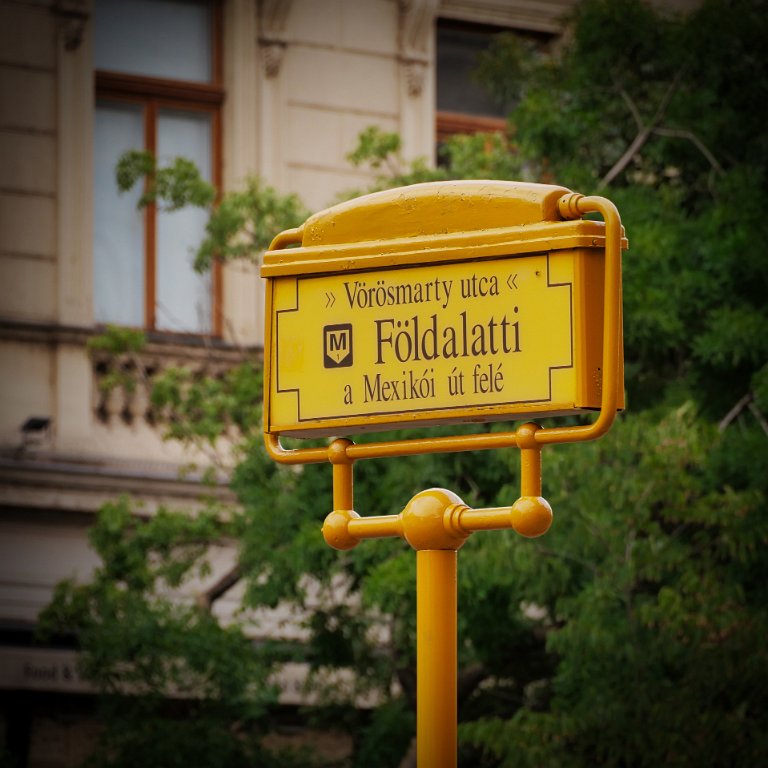 » Vörösmarty utca «
M Földalatti
a Mexikói út felé